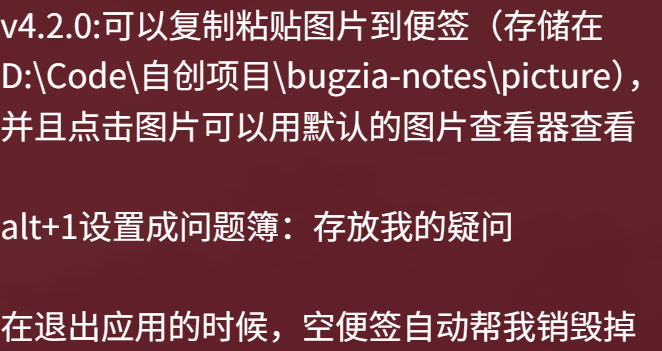 v4.2.0:可以复制粘贴图片到便签（存储在
D:\Code\自创项目\bugzia-notes\picture），
并且点击图片可以用默认的图片查看器查看
alt+1设置成问题簿：存放我的疑问
在退出应用的时候，空便签自动帮我销毁掉